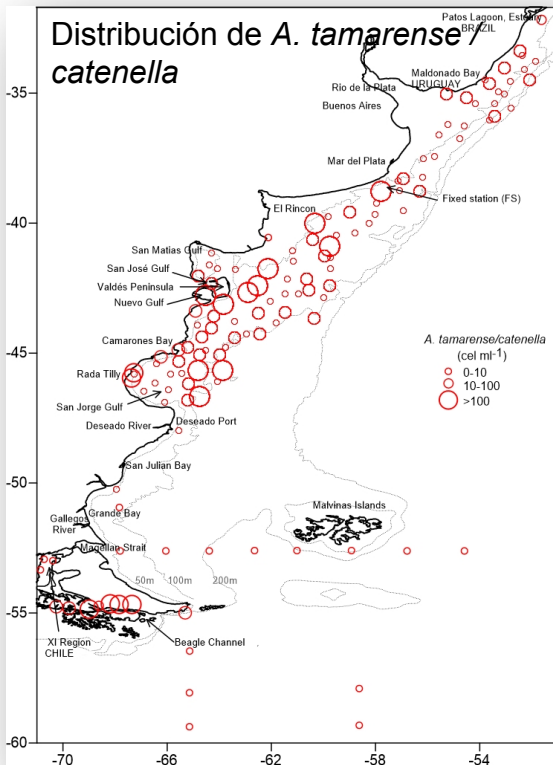 Distribución de A. tamarense /
catenella
Patos Lagoon, Estuary
BRAZIL
Maldonado Bay
URUGUAY
Rio de la Plata
Buenos Aires
Mar del Plata
Fixed station (FS)
El Rincon
San Matias Gulf
San José Gulf
Valdés Península
Nuevo Gulf
Camarones Bay
A. tamarense/catenella
(cel ml-1)
0-10
10-100
>100
Rada Tilly
San Jorge Gulf
Deseado River
Deseado Port
San Julian Bay
Malvinas Islands
Grande Bay
Gallegos
River
Magellan Strait
50m
100m
200m
XI Region
CHILE
Beagle Channel
-35
-40
-45
-50
-55
-60
-70
-66
-62
-58
-54